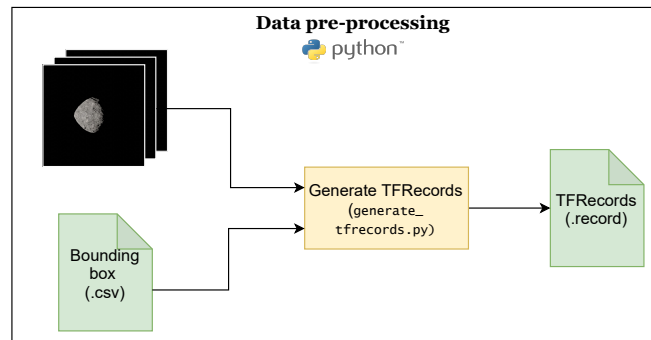 Data pre-processing
python™
Generate TFRecords
(generate_
tfrecords.py)
TFRecords
(.record)
Bounding
box
(.csv)